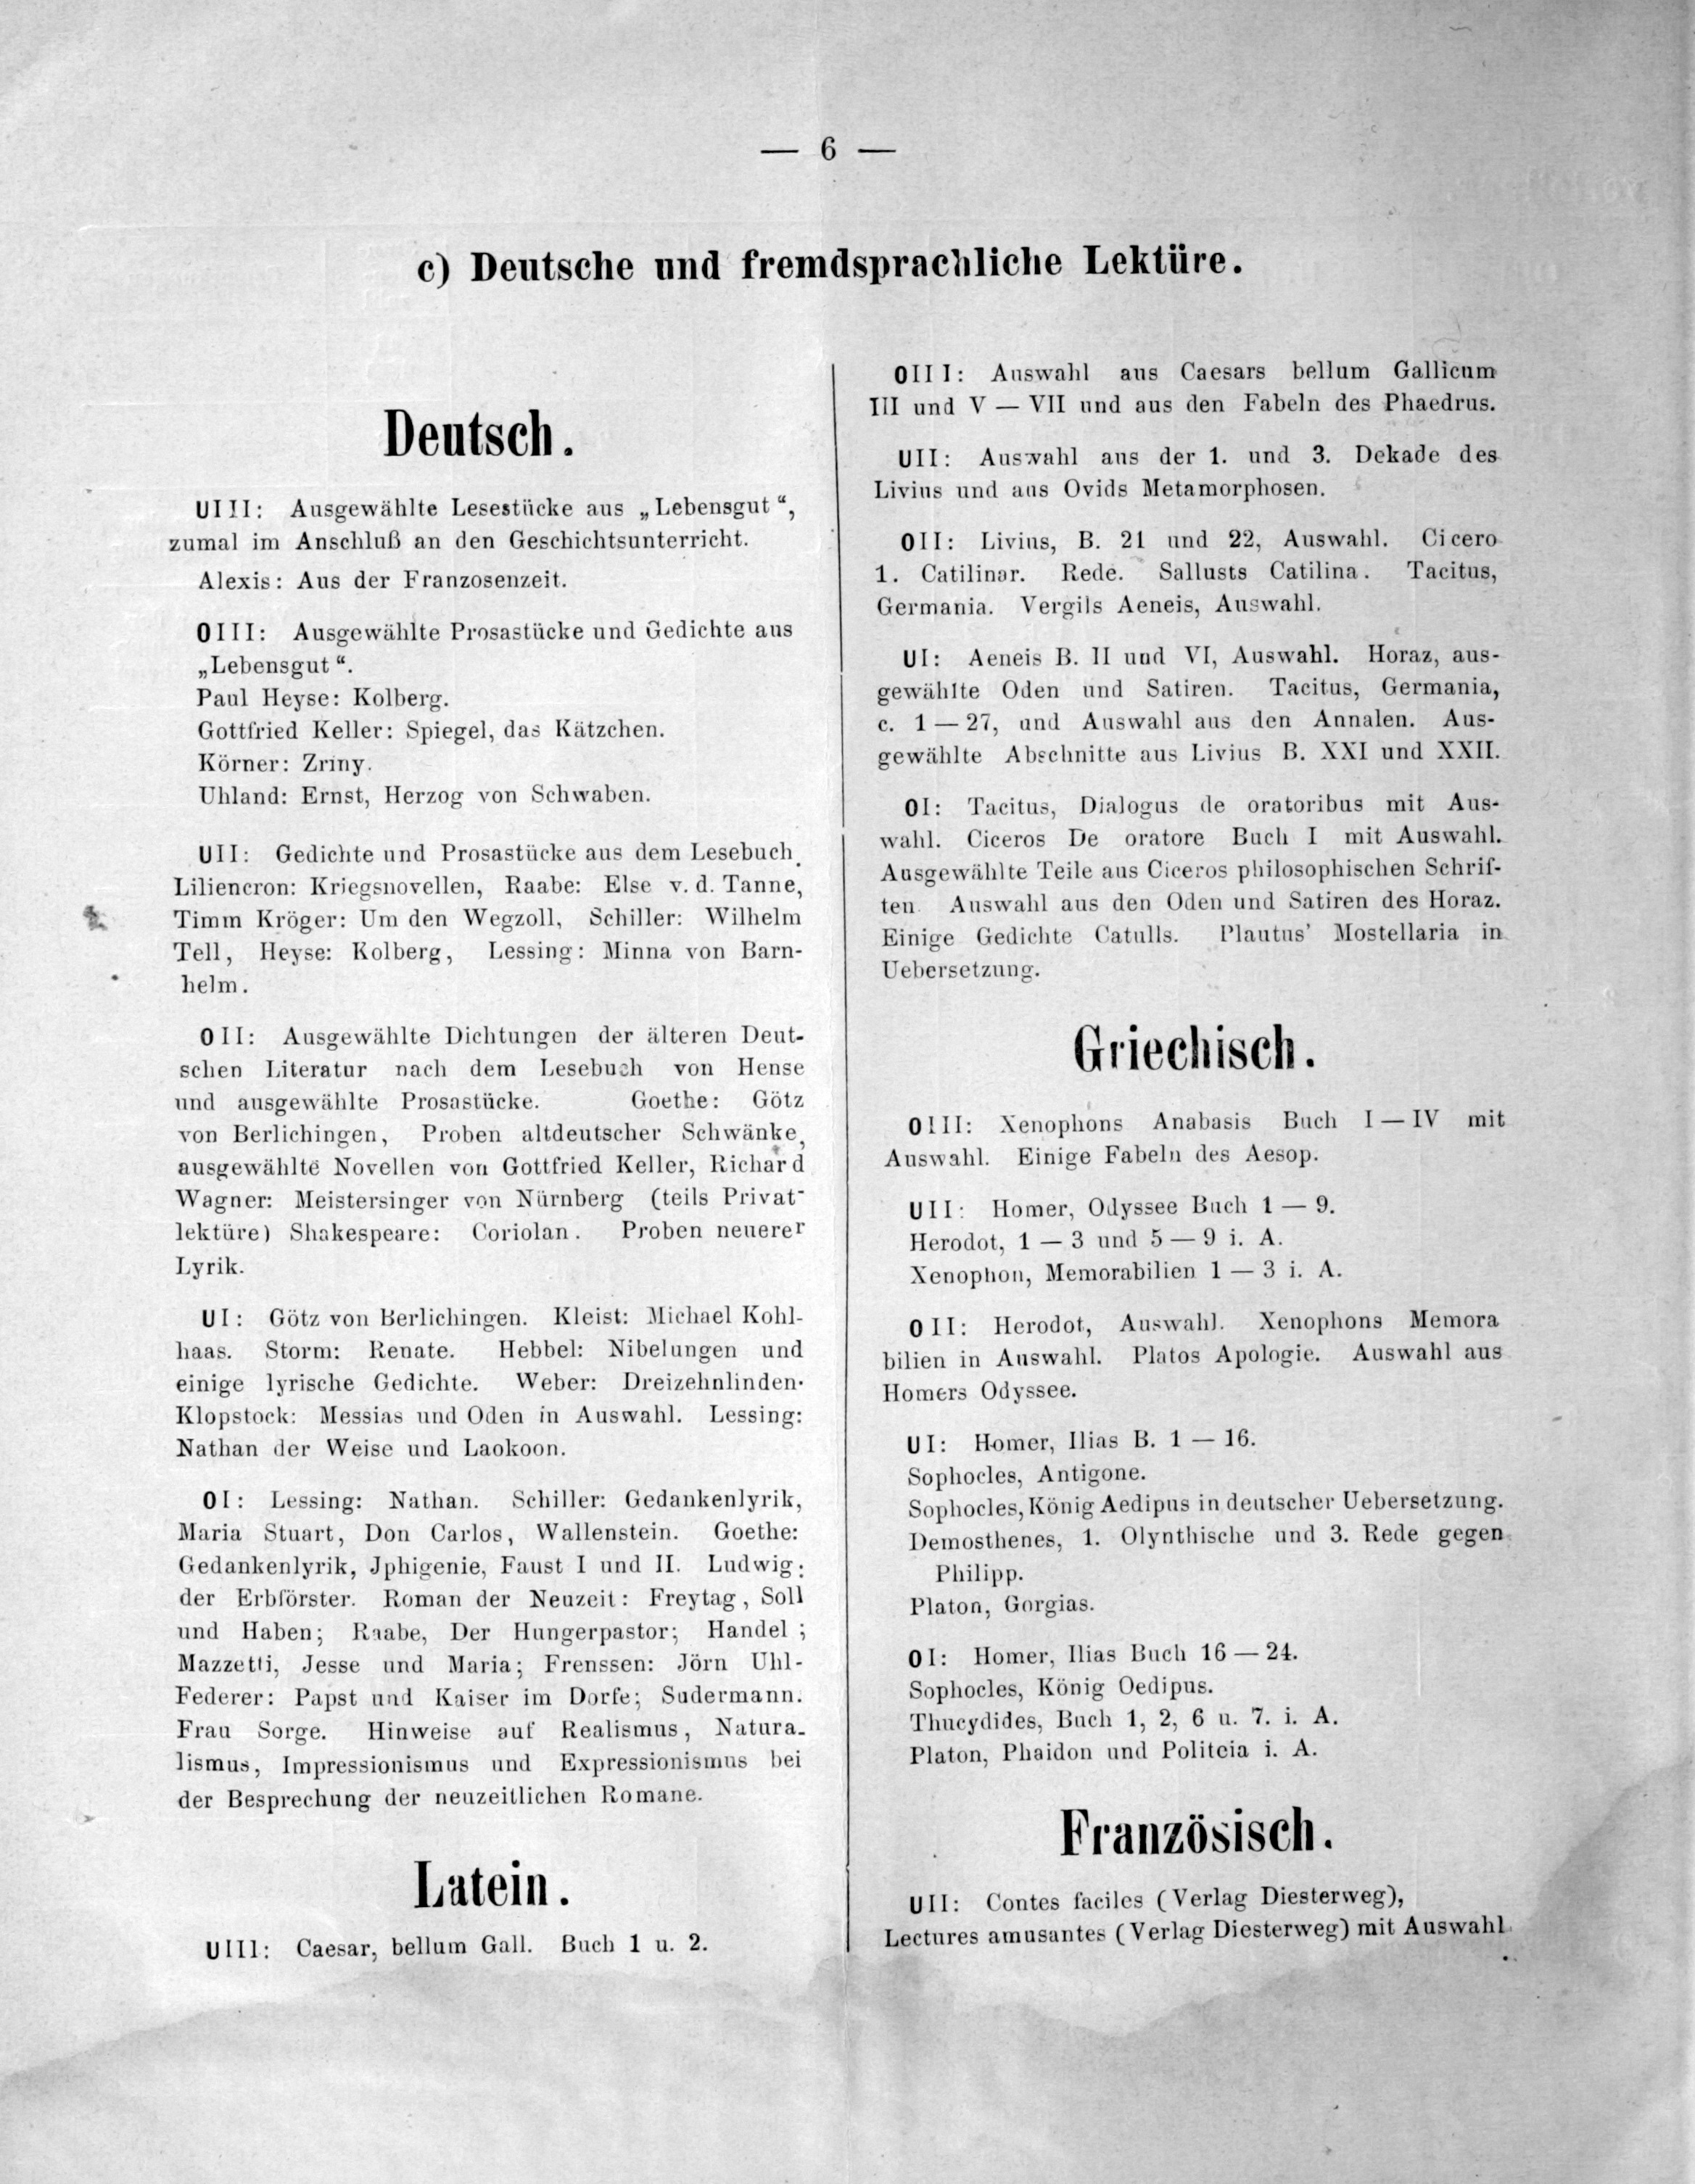 — 6 —
c) Deutsche und fremdsprachliche Lektüre.
Deutsch.
UIII: Ausgewählte Lesestücke aus „Lebensgut“,
zumal im Anschluß an den Geschichtsunterricht.
Alexis: Aus der Franzosenzeit.
OIII: Ausgewählte Prosastücke und Gedichte aus
„Lebensgut“.
Paul Heyse: Kolberg.
Gottfried Keller: Spiegel, das Kätzchen.
Körner: Zriny.
Uhland: Ernst, Herzog von Schwaben.
UII: Gedichte und Prosastücke aus dem Lesebuch.
Liliencron: Kriegsnovellen, Raabe: Else v. d. Tanne,
Timm Kröger: Um den Wegzoll, Schiller: Wilhelm
Tell, Heyse: Kolberg, Lessing: Minna von Barn-
helm.
OII: Ausgewählte Dichtungen der älteren Deut-
schen Literatur nach dem Lesebuch von Hense
und ausgewählte Prosastücke. Goethe: Götz
von Berlichingen, Proben altdeutscher Schwänke,
ausgewählte Novellen von Gottfried Keller, Richard
Wagner: Meistersinger von Nürnberg (teils Privat-
lektüre) Shakespeare: Coriolan. Proben neuerer
Lyrik.
UI: Götz von Berlichingen. Kleist: Michael Kohl-
haas. Storm: Renate. Hebbel: Nibelungen und
einige lyrische Gedichte. Weber: Dreizehnlinden.
Klopstock: Messias und Oden in Auswahl. Lessing:
Nathan der Weise und Laokoon.
OI: Lessing: Nathan. Schiller: Gedankenlyrik,
Maria Stuart, Don Carlos, Wallenstein. Goethe:
Gedankenlyrik, Jphigenie, Faust I und II. Ludwig:
der Erbförster. Roman der Neuzeit: Freytag, Soll
und Haben; Raabe, Der Hungerpastor; Handel ;
Mazzetti, Jesse und Maria; Frenssen: Jörn Uhl-
Federer: Papst und Kaiser im Dorfe; Sudermann.
Frau Sorge. Hinweise auf Realismus, Natura-
lismus, Impressionismus und Expressionismus bei
der Besprechung der neuzeitlichen Romane.
Latein.
UIII: Caesar, bellum Gall. Buch 1 u. 2.
OIII: Auswahl aus Caesars bellum Gallicum
III und V — VII und aus den Fabeln des Phaedrus.
UII: Auswahl aus der 1. und 3. Dekade des
Livius und aus Ovids Metamorphosen.
OII: Livius, B. 21 und 22, Auswahl. Cicero
1. Catilinar. Rede. Sallusts Catilina. Tacitus,
Germania. Vergils Aeneis, Auswahl.
UI: Aeneis B. II und VI, Auswahl. Horaz, aus-
gewählte Oden und Satiren. Tacitus, Germania,
c. 1 — 27, und Auswahl aus den Annalen. Aus-
gewählte Abschnitte aus Livius B. XXI und XXII.
OI: Tacitus, Dialogus de oratoribus mit Aus-
wahl. Ciceros De oratore Buch I mit Auswahl.
Ausgewählte Teile aus Ciceros philosophischen Schrif-
ten. Auswahl aus den Oden und Satiren des Horaz.
Einige Gedichte Catulls. Plautus' Mostellaria in
Uebersetzung.
Griechisch.
OIII: Xenophons Anabasis Buch I — IV mit
Auswahl. Einige Fabeln des Aesop.
UII: Homer, Odyssee Buch 1 — 9.
Herodot, 1 — 3 und 5 — 9 i. A.
Xenophon, Memorabilien 1 — 3 i. A.
OII: Herodot, Auswahl. Xenophons Memora
bilien in Auswahl. Platos Apologie. Auswahl aus
Homers Odyssee.
UI: Homer, Ilias B. 1 — 16.
Sophocles, Antigone.
Sophocles, König Aedipus in deutscher Uebersetzung.
Demosthenes, 1. Olynthische und 3. Rede gegen
Philipp.
Platon, Gorgias.
OI: Homer, Ilias Buch 16 — 24.
Sophocles, König Oedipus.
Thucydides, Buch 1, 2, 6 u. 7. i. A.
Platon, Phaidon und Politeia i. A.
Französisch.
UII: Contes faciles (Verlag Diesterweg),
Lectures amusantes (Verlag Diesterweg) mit Auswahl.